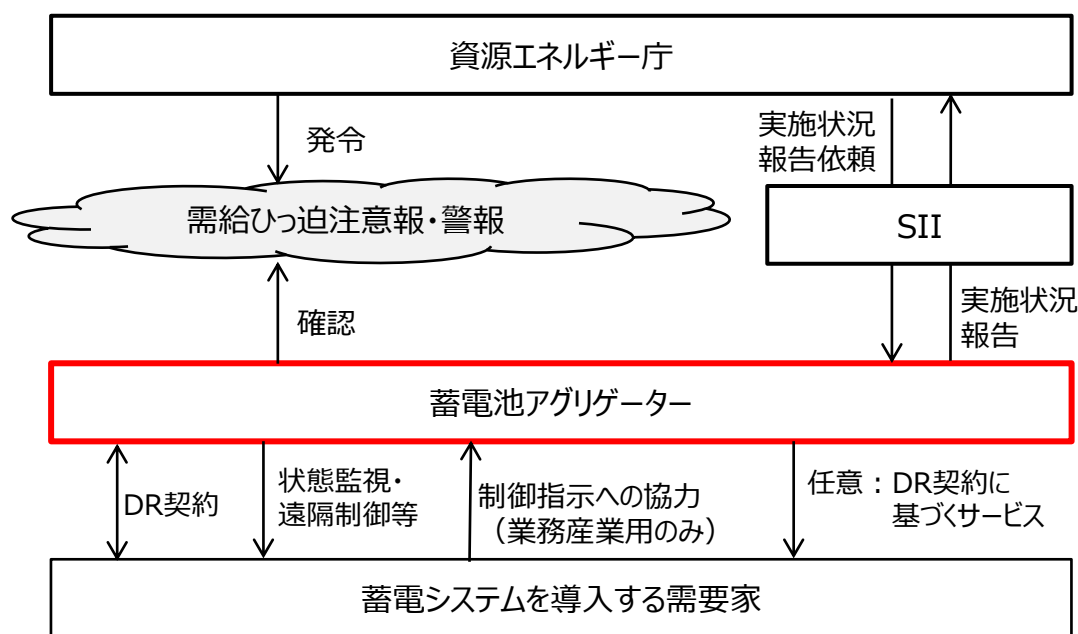 資源エネルギー庁
発令
実施状況
報告依頼
需給ひっ迫注意報・警報
SII
確認
実施状況
報告
蓄電池アグリゲーター
DR契約
状態監視・
遠隔制御等
制御指示への協力
（業務産業用のみ）
任意：DR契約に
基づくサービス
蓄電システムを導入する需要家